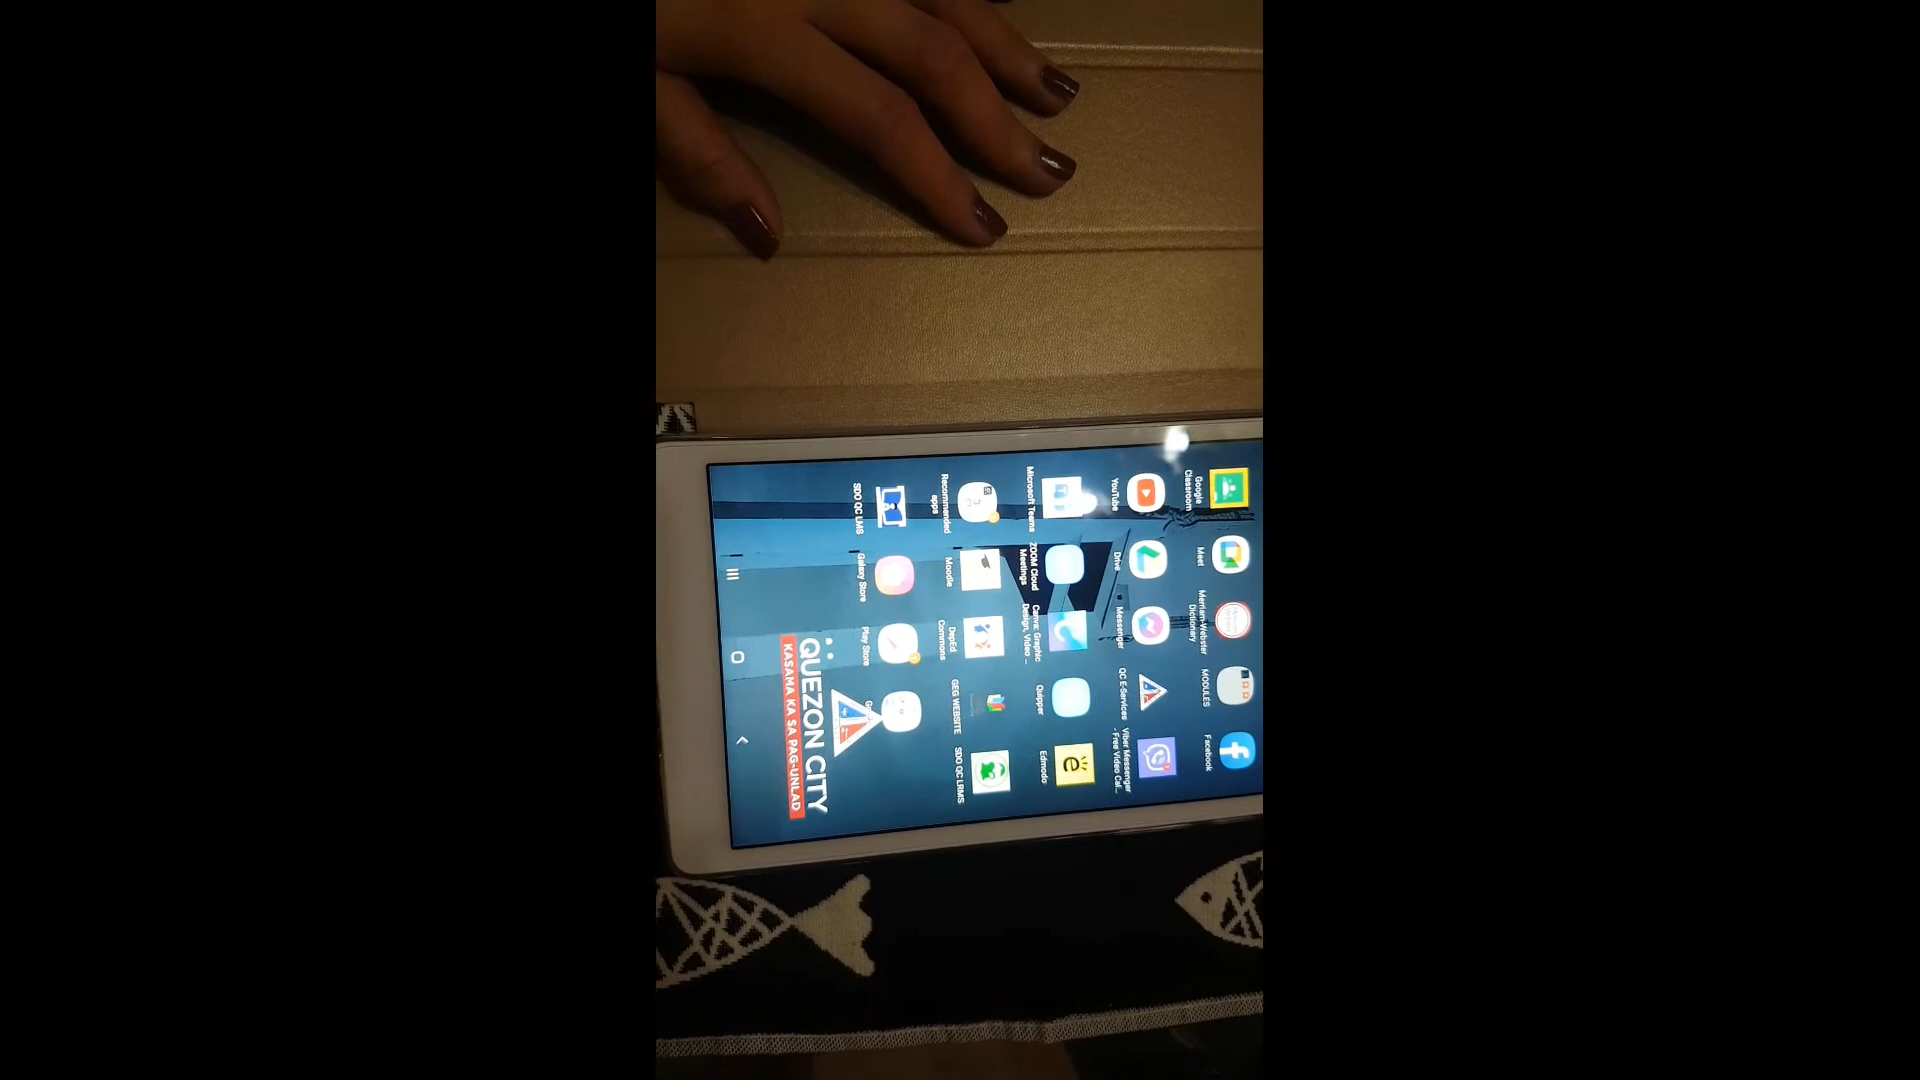 Google
Classroom
Meet
Merriam-Webster
Dictionary
MODULES
Facebook
YouTube
Drive
Messenger
QC E-Services
Viber Messenger
- Free Video Cal...
Microsoft Teams
ZOOM Cloud
Meetings
Canva: Graphic
Design, Video ...
Quipper
Edmodo
e
Recommended
apps
Moodle
DepEd
Commons
GEG WEBSITE
SDO QC LRMS
SDO QC LMS
Galaxy Store
Play Store
QUEZON CITY
KASAMA KA SA PAG-UNLAD